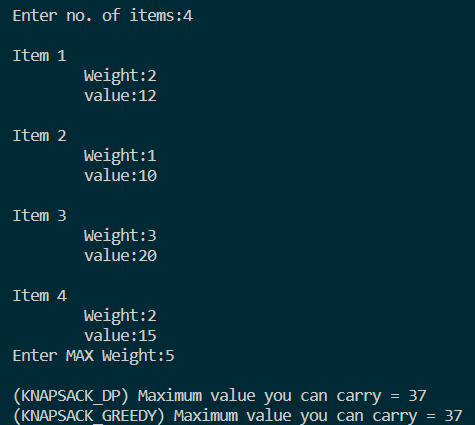 Enter no. of items:4
Item 1
Weight:2
value:12
Item 2
Weight:1
value:10
Item 3
Weight:3
value:20
Item 4
Weight:2
value:15
Enter MAX Weight:5
(KNAPSACK_DP) Maximum value you can carry = 37
(KNAPSACK_GREEDY) Maximum value you can carry = 37